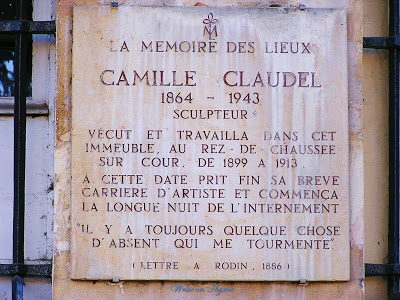 M
LA MEMOIRE DES LIEUX
CAMILLE CLAUDEL
1864 - 1943
SCULPTEUR
VÉCUT ET TRAVAILLA DANS CET
IMMEUBLE, AU REZ-DE-CHAUSSÉE
SUR COUR, DE 1899 A 1913.
A CETTE DATE PRIT FIN SA BREVE
CARRIERE D'ARTISTE ET COMMENÇA
LA LONGUE NUIT DE L'INTERNEMENT
"IL Y A TOUJOURS QUELQUE CHOSE
D'ABSENT QUI ME TOURMENTE"
(LETTRE A RODIN, 1886)